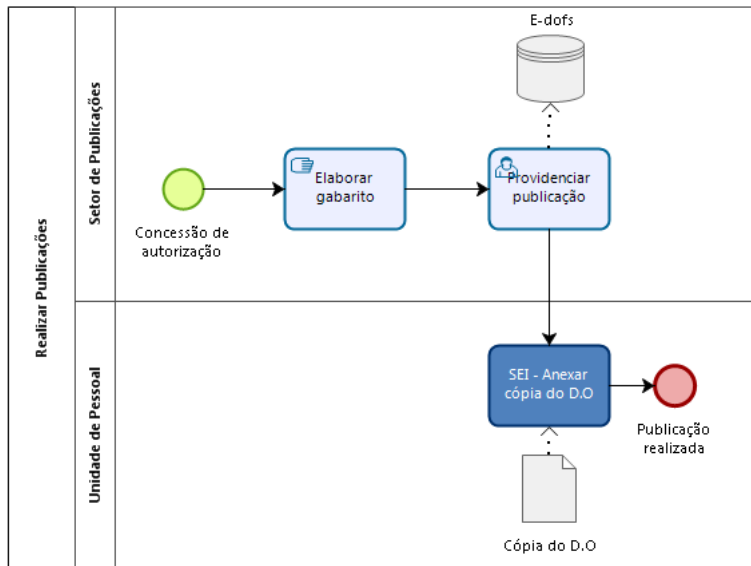 Realizar Publicações
Setor de Publicações
E-dofs
Concessão de
autorização
Elaborar
gabarito
Providenciar
publicação
Unidade de Pessoal
SEI - Anexar
cópia do D.O
Publicação
realizada
Cópia do D.O